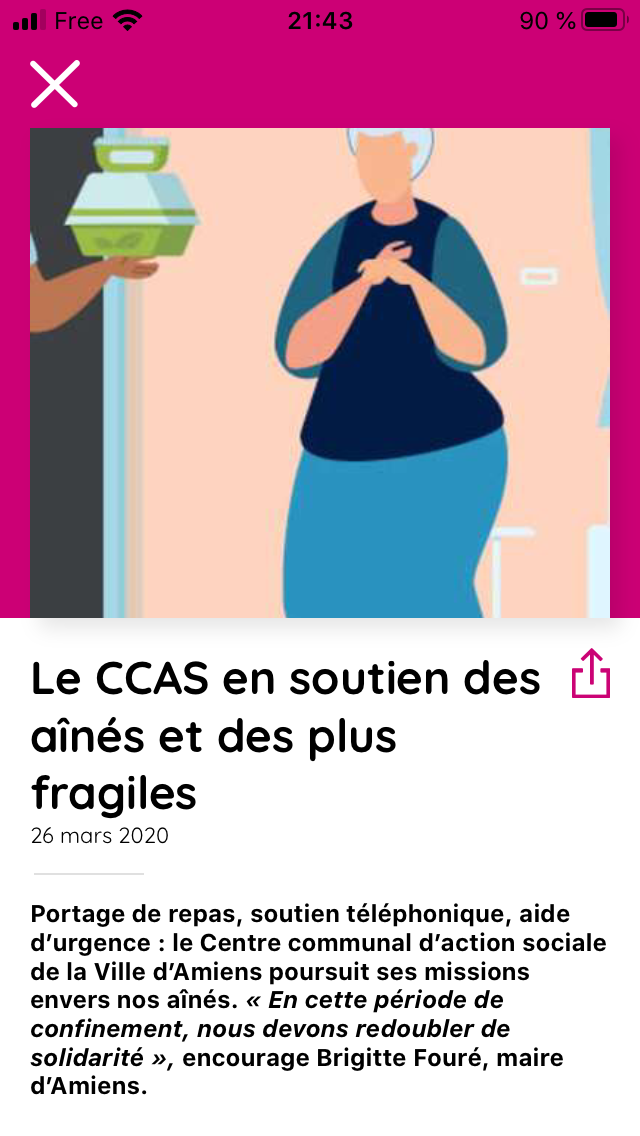 Free 21:43 90 %
Le CCAS en soutien des
aînés et des plus
fragiles
26 mars 2020
Portage de repas, soutien téléphonique, aide
d’urgence : le Centre communal d’action sociale
de la Ville d’Amiens poursuit ses missions
envers nos aînés. « En cette période de
confinement, nous devons redoubler de
solidarité », encourage Brigitte Fouré, maire
d’Amiens.